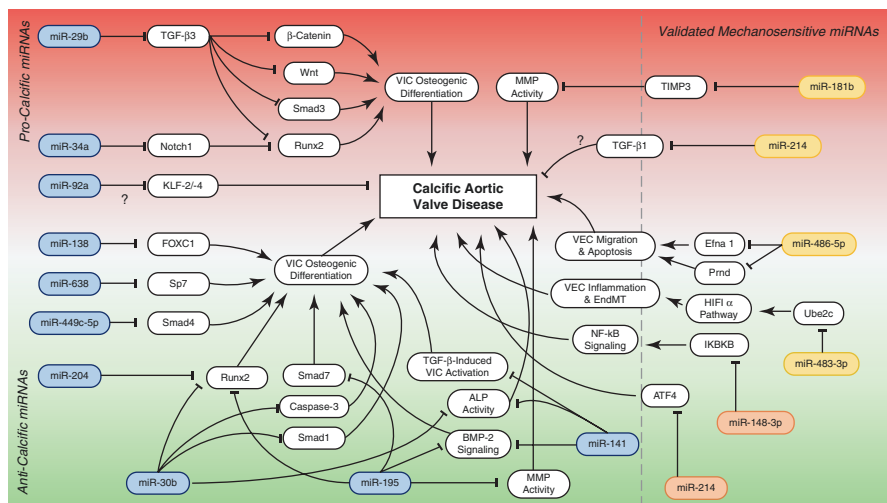 Pro-Calcific miRNAs
Validated Mechanosensitive miRNAs
miR-29b
TGF-β3
β-Catenin
Wnt
Smad3
Runx2
VIC Osteogenic
Differentiation
MMP
Activity
TIMP3
miR-181b
miR-34a
Notch1
?
TGF-β1
miR-214
miR-92a
?
KLF-2/-4
Calcific Aortic
Valve Disease
miR-138
FOXC1
VIC Osteogenic
Differentiation
VEC Migration
& Apoptosis
Efna 1
Prnd
miR-486-5p
miR-638
Sp7
VEC Inflammation
& EndMT
HIFI α
Pathway
Ube2c
miR-449c-5p
Smad4
NF-kB
Signaling
IKBKB
miR-483-3p
miR-204
Runx2
Smad7
TGF-β-Induced
VIC Activation
Caspase-3
ALP
Activity
ATF4
miR-148-3p
Smad1
BMP-2
Signaling
miR-141
Anti-Calcific miRNAs
miR-30b
miR-195
MMP
Activity
miR-214